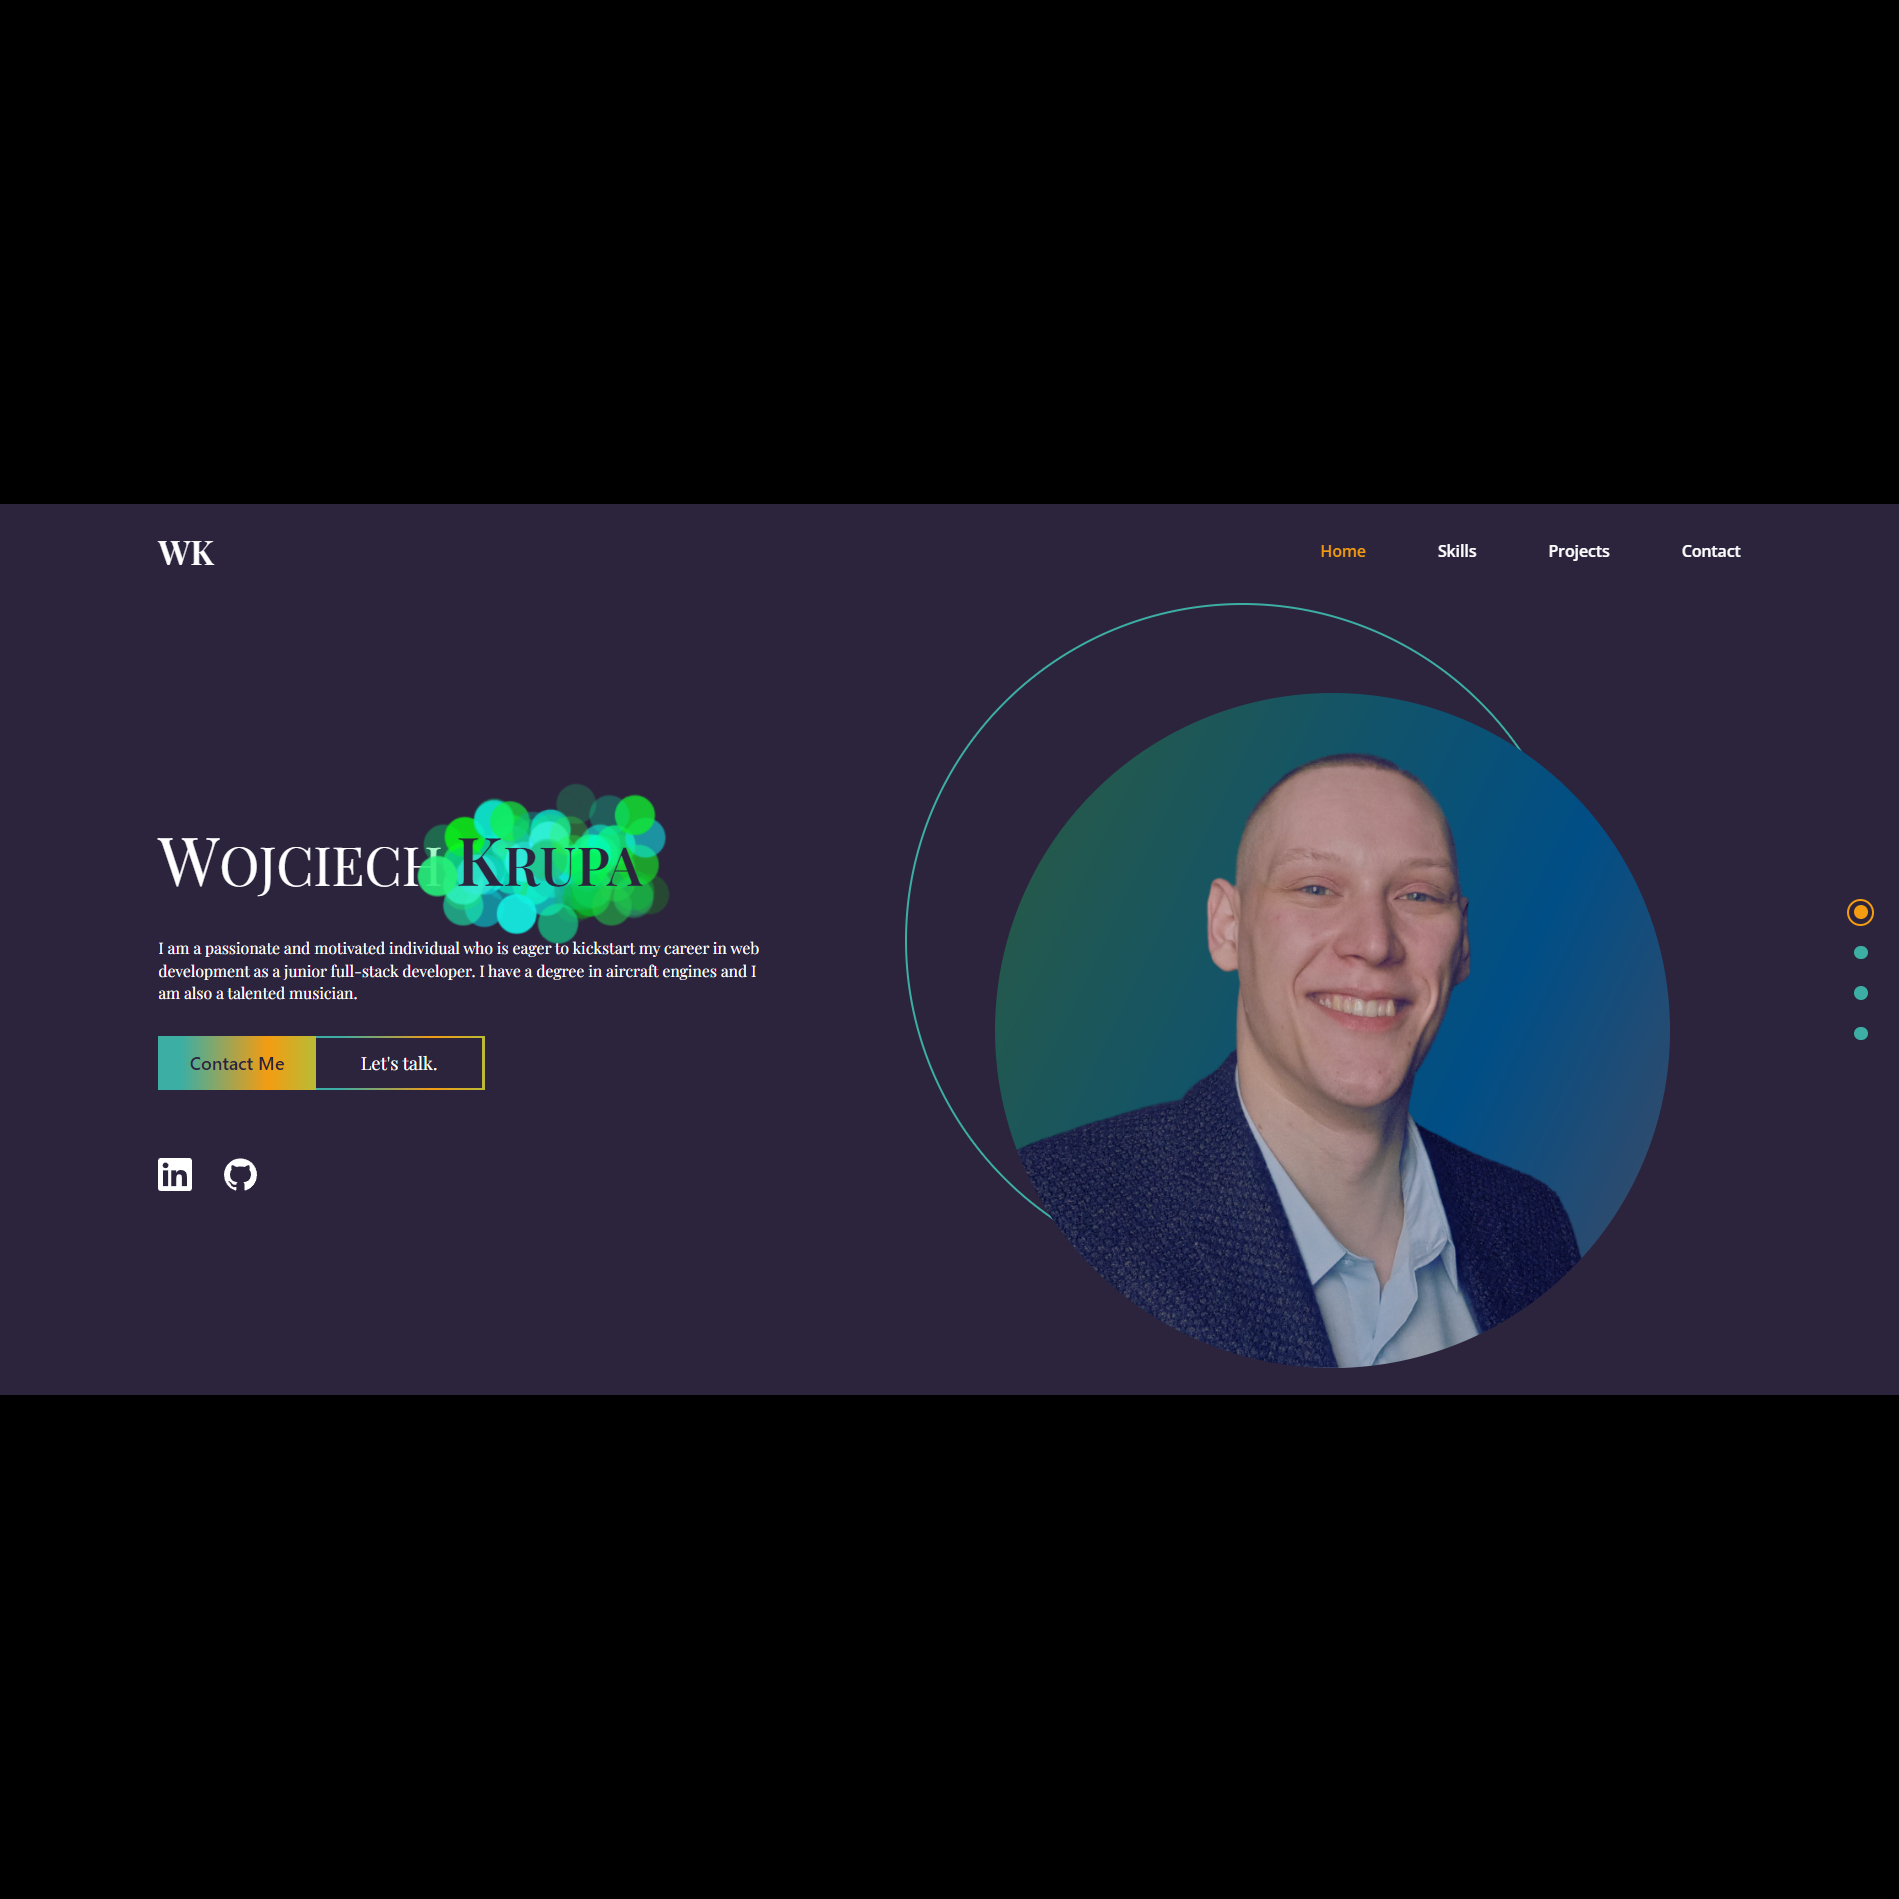 WK
Home Skills Projects Contact
WOJCIECH KRUPA
I am a passionate and motivated individual who is eager to kickstart my career in web
development as a junior full-stack developer. I have a degree in aircraft engines and I
am also a talented musician.
Contact Me
Let's talk.
in